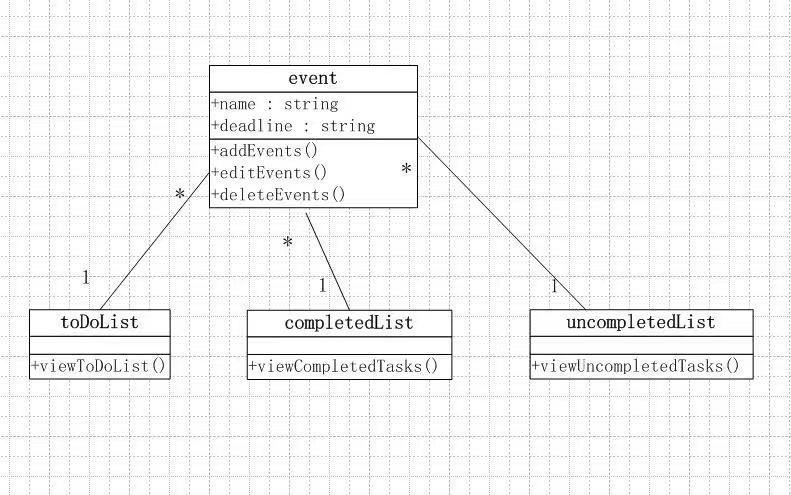 event
+name : string
+deadline : string
+addEvents()
+editEvents()
+deleteEvents()
*
*
*
1
1
1
toDoList
+viewToDoList()
completedList
+viewCompletedTasks()
uncompletedList
+viewUncompletedTasks()